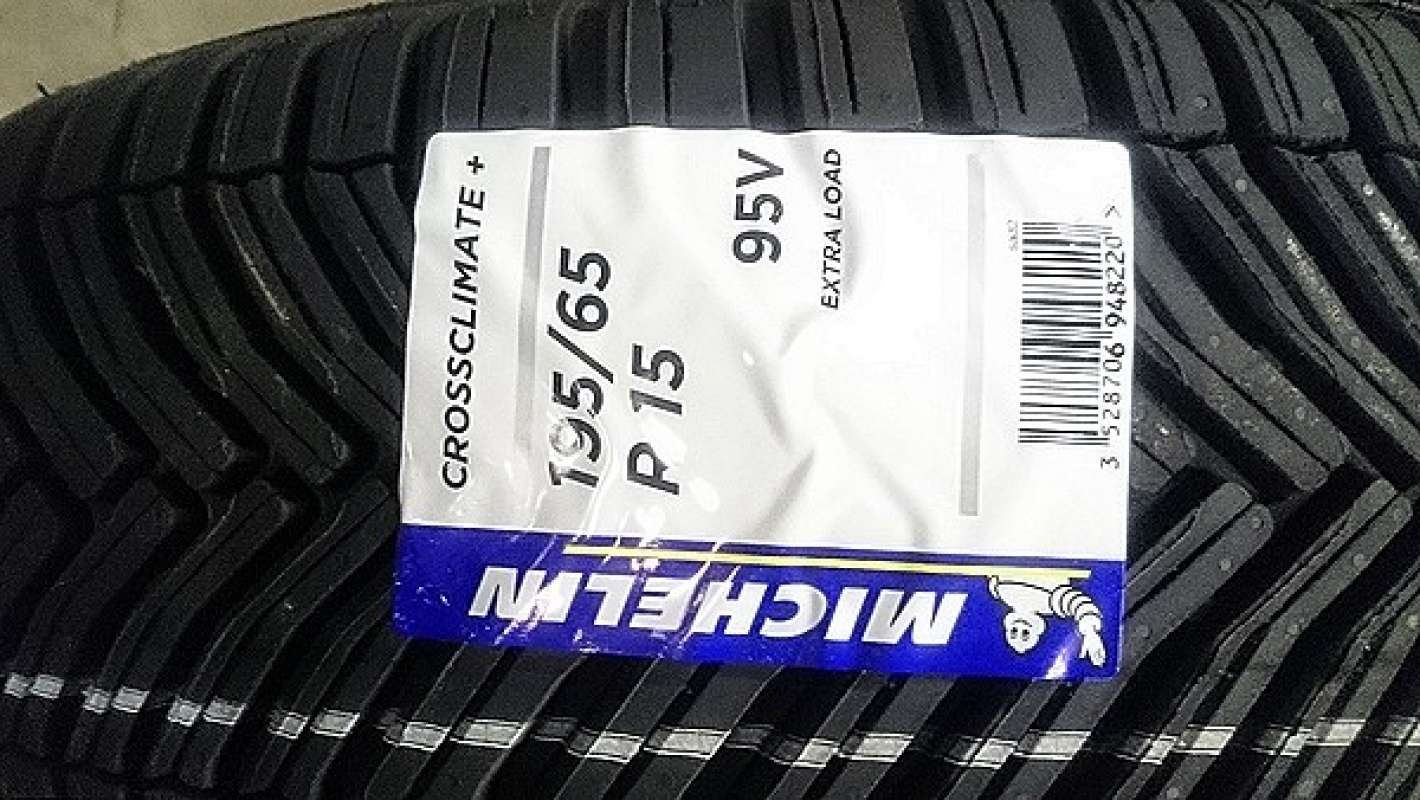 MICHELIN
CROSSCLIMATE +
195/65
R 15
95V
EXTRA LOAD
3 528706 948220 >